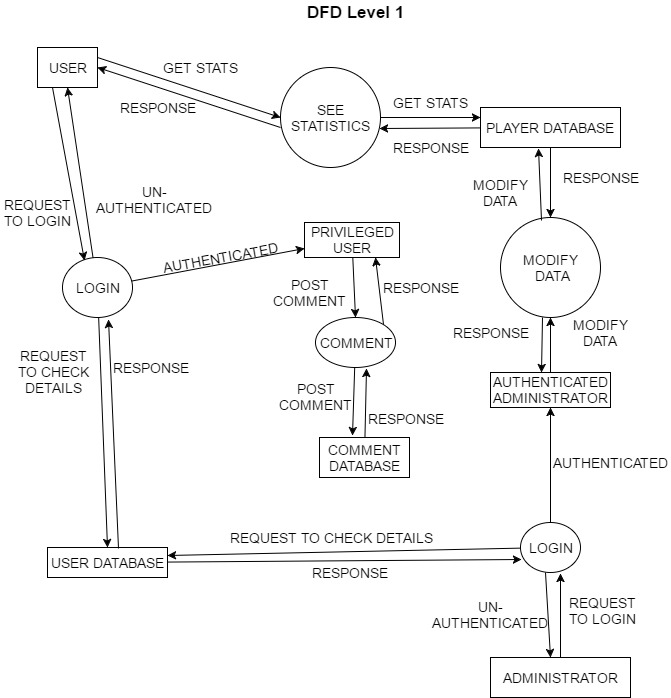 DFD Level 1
USER
GET STATS
RESPONSE
SEE
STATISTICS
GET STATS
RESPONSE
PLAYER DATABASE
MODIFY
DATA
RESPONSE
REQUEST
TO LOGIN
UN-
AUTHENTICATED
LOGIN
AUTHENTICATED
PRIVILEGED
USER
MODIFY
DATA
POST
COMMENT
RESPONSE
COMMENT
RESPONSE
MODIFY
DATA
REQUEST
TO CHECK
DETAILS
RESPONSE
POST
COMMENT
RESPONSE
AUTHENTICATED
ADMINISTRATOR
COMMENT
DATABASE
AUTHENTICATED
USER DATABASE
REQUEST TO CHECK DETAILS
RESPONSE
LOGIN
UN-
AUTHENTICATED
REQUEST
TO LOGIN
ADMINISTRATOR